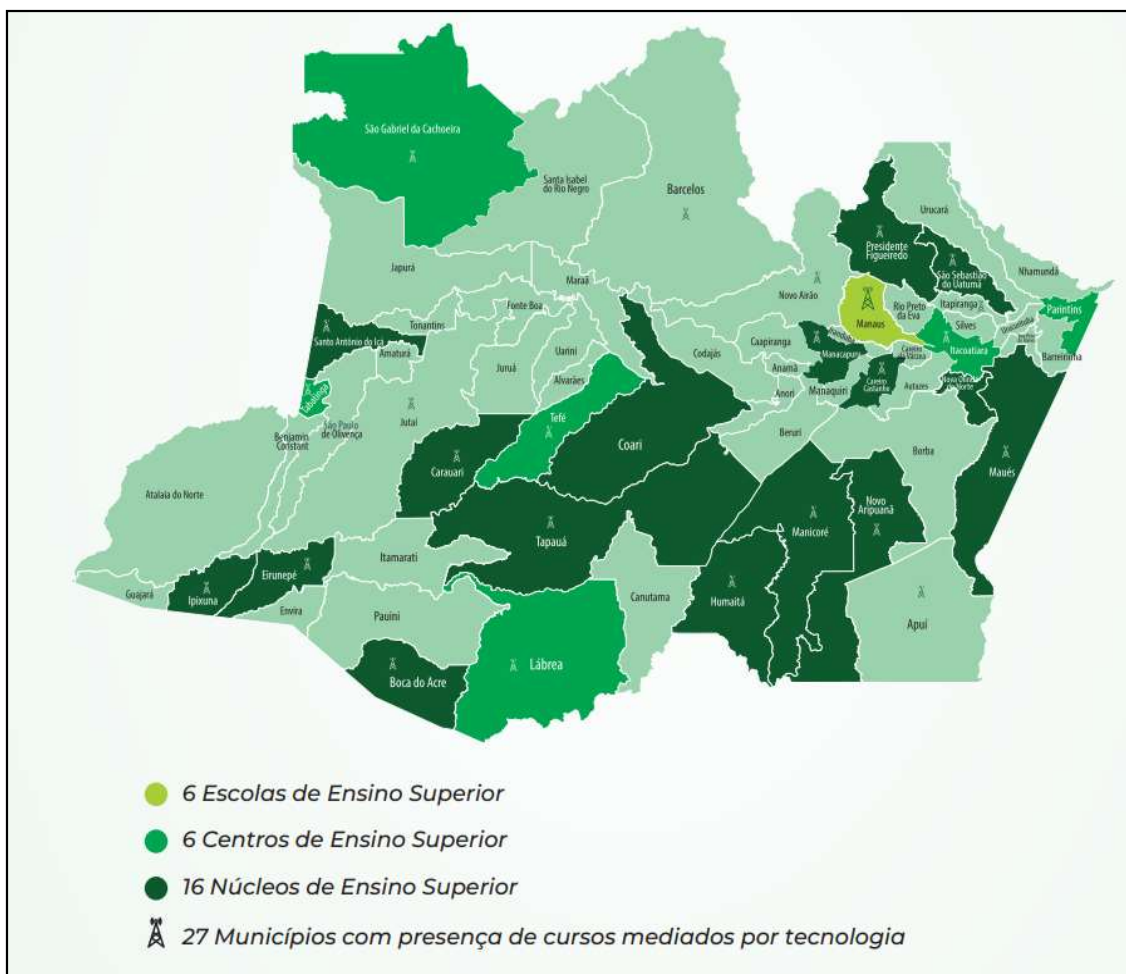 São Gabriel da Cachoeira
Santa Isabel
do Rio Negro
Barcelos
Urucará
Presidente
Figueiredo
São Sebastião
do Uatumã
Nhamundá
Japurá
Maraã
Novo Airão
Manaus
Rio Preto
da Eva
Itapiranga
Parintins
Fonte Boa
Silves
Santo Antônio do Içá
Tonantins
Itacoatiara
Amaturá
Uarini
Codajás
Caapiranga
Manacapuru
Barreirinha
Juruá
Alvarães
Anamã
Careiro
Castanho
Tabatinga
Anori
Manaquiri
Autazes
Jutaí
Tefé
São Paulo
de Olivença
Benjamin
Constant
Coari
Beruri
Borba
Maués
Carauari
Atalaia do Norte
Novo
Aripuanã
Manicoré
Tapauá
Itamarati
Eirunepé
Guajará
Ipixuna
Envira
Pauini
Canutama
Humaitá
Apuí
Lábrea
Boca do Acre
6 Escolas de Ensino Superior
6 Centros de Ensino Superior
16 Núcleos de Ensino Superior
27 Municípios com presença de cursos mediados por tecnologia